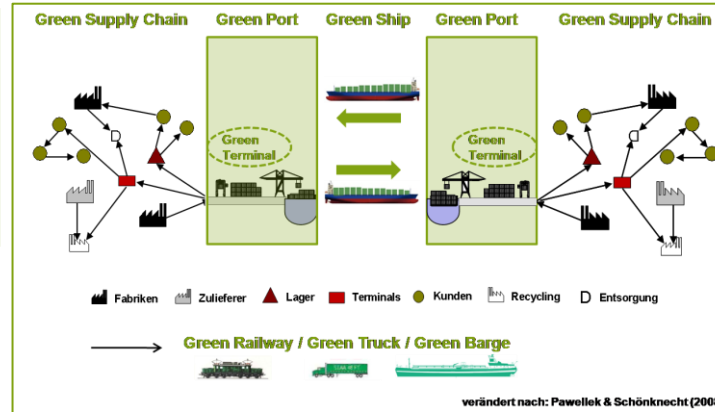 Green Supply Chain Green Port Green Ship Green Port Green Supply Chain
Green Terminal
Green Terminal
Fabriken Zulieferer Lager Terminals Kunden Recycling Entsorgung
Green Railway / Green Truck / Green Barge
verändert nach: Pawellek & Schönknecht (2008